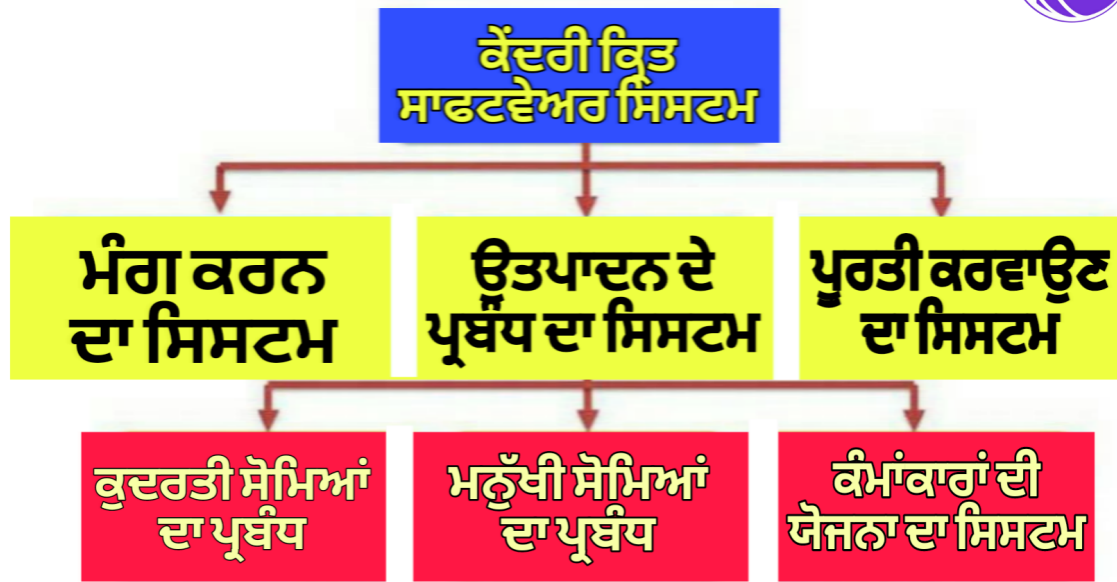 ਕੇਂਦਰੀ ਕ੍ਰਿਤ
ਸਾਫਟਵੇਅਰ ਸਿਸਟਮ
ਮੰਗ ਕਰਨ
ਦਾ ਸਿਸਟਮ
ਉਤਪਾਦਨ ਦੇ
ਪ੍ਰਬੰਧ ਦਾ ਸਿਸਟਮ
ਪੂਰਤੀ ਕਰਵਾਉਣ
ਦਾ ਸਿਸਟਮ
ਕੁਦਰਤੀ ਸੋਮਿਆਂ
ਦਾ ਪ੍ਰਬੰਧ
ਮਨੁੱਖੀ ਸੋਮਿਆਂ
ਦਾ ਪ੍ਰਬੰਧ
ਕੰਮਾਂਕਾਰਾਂ ਦੀ
ਯੋਜਨਾ ਦਾ ਸਿਸਟਮ